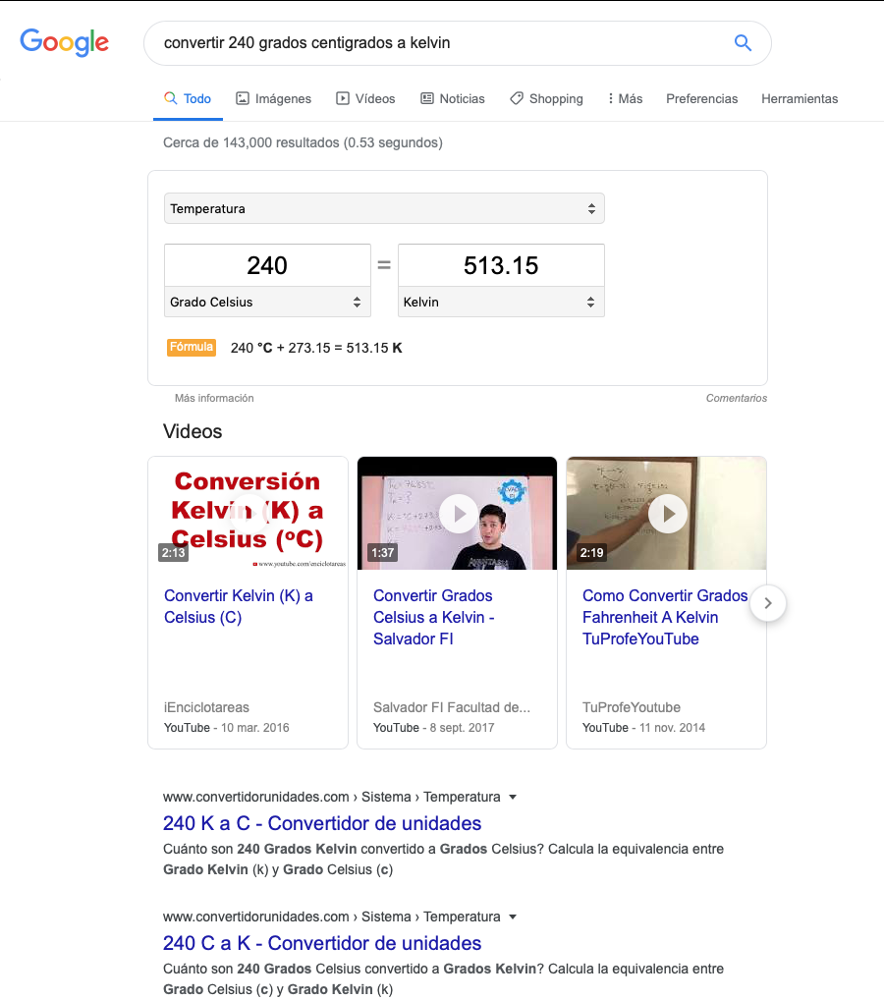 Google
convertir 240 grados centigrados a kelvin
Todo Imágenes Vídeos Noticias Shopping Más Preferencias Herramientas
Cerca de 143,000 resultados (0.53 segundos)
Temperatura
240 = 513.15
Grado Celsius Kelvin
Fórmula 240 °C + 273.15 = 513.15 K
Más información Comentarios
Videos
Conversión
Kelvin (K) a
Celsius (ºC)
www.youtube.com/enciclotareas
2:13 1:37 2:19
Convertir Kelvin (K) a
Celsius (C)
iEnciclotareas
YouTube - 10 mar. 2016
Convertir Grados
Celsius a Kelvin -
Salvador FI
Salvador FI Facultad de...
YouTube - 8 sept. 2017
Como Convertir Grados
Fahrenheit A Kelvin
TuProfeYouTube
TuProfeYoutube
YouTube - 11 nov. 2014
www.convertidorunidades.com › Sistema › Temperatura
240 K a C - Convertidor de unidades
Cuánto son 240 Grados Kelvin convertido a Grados Celsius? Calcula la equivalencia entre
Grado Kelvin (k) y Grado Celsius (c)
www.convertidorunidades.com › Sistema › Temperatura
240 C a K - Convertidor de unidades
Cuánto son 240 Grados Celsius convertido a Grados Kelvin? Calcula la equivalencia entre
Grado Celsius (c) y Grado Kelvin (k)